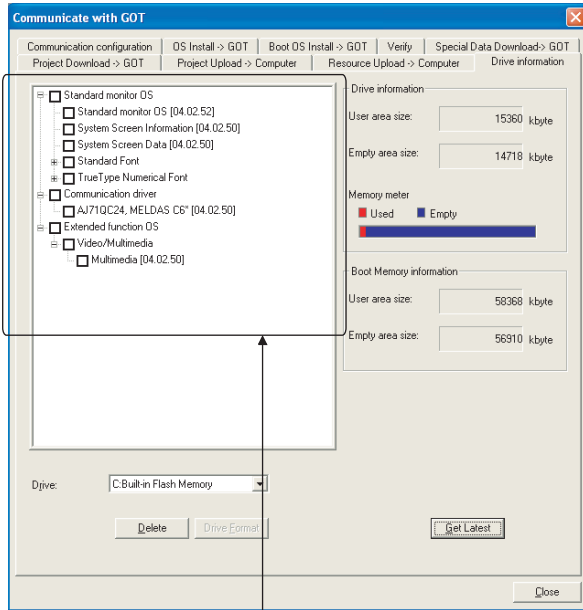 Communicate with GOT
Communication configuration
OS Install -> GOT
Boot OS Install -> GOT
Verify
Special Data Download-> GOT
Project Download -> GOT
Project Upload -> Computer
Resource Upload -> Computer
Drive information
Standard monitor OS
Standard monitor OS [04.02.52]
System Screen Information [04.02.50]
System Screen Data [04.02.50]
Standard Font
TrueType Numerical Font
Communication driver
AJ71QC24, MELDAS C6* [04.02.50]
Extended function OS
Video/Multimedia
Multimedia [04.02.50]
Drive information
User area size:
15360 kbyte
Empty area size:
14718 kbyte
Memory meter
Used
Empty
Boot Memory information
User area size:
58368 kbyte
Empty area size:
56910 kbyte
Drive:
C:Built-in Flash Memory
Delete
Drive Format
Get Latest
Close